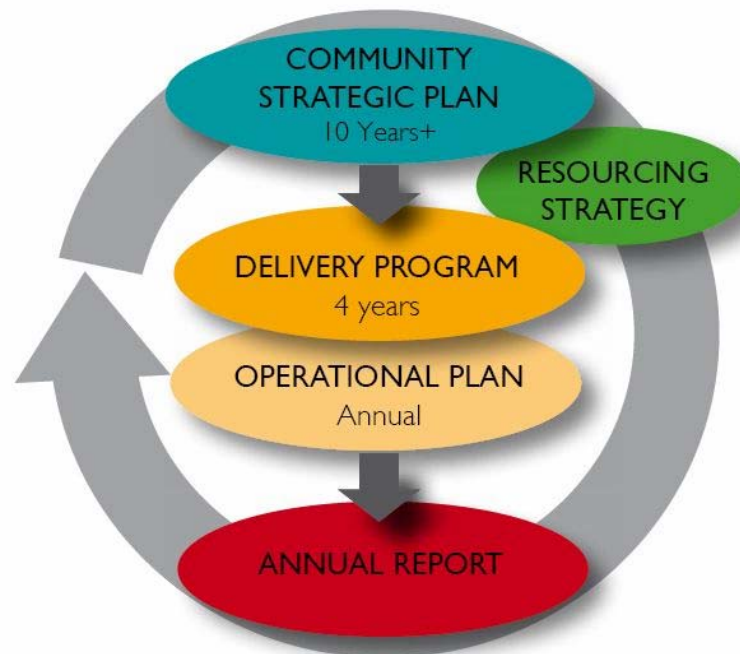 COMMUNITY
STRATEGIC PLAN
10 Years+
RESOURCING
STRATEGY
DELIVERY PROGRAM
4 years
OPERATIONAL PLAN
Annual
ANNUAL REPORT